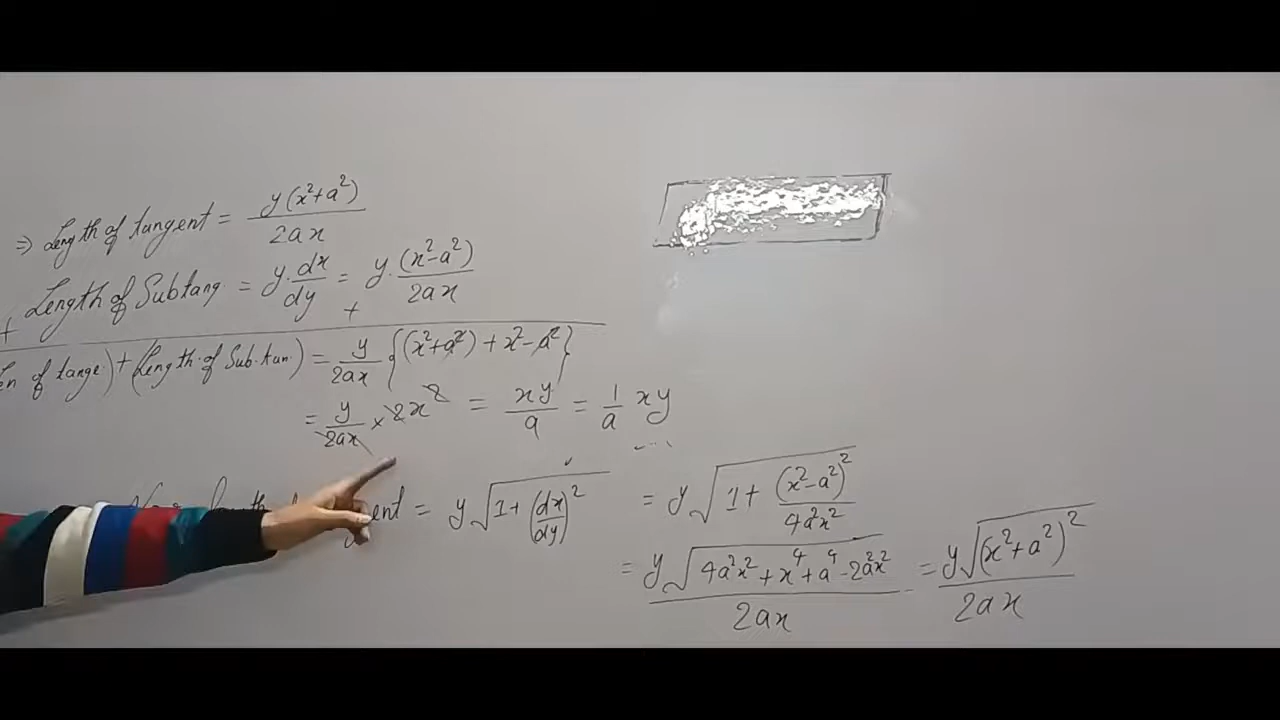 ⇒ Length of tangent = y(x²+a²) / 2ax
+ Length of Subtang = y. dx/dy = y. (x²-a²) / 2ax
+
en of tange.) + (Length of Sub.tan.) = y/2ax {(x²+a²) + x²-a²}
= y/2ax × 2x² = xy/a = 1/a xy
ent = y√(1+(dx/dy)²) = y√(1+ (x²-a²)²/4a²x²)
= y√(4a²x²+x⁴+a⁴-2a²x²) / 2ax = y√(x²+a²)² / 2ax